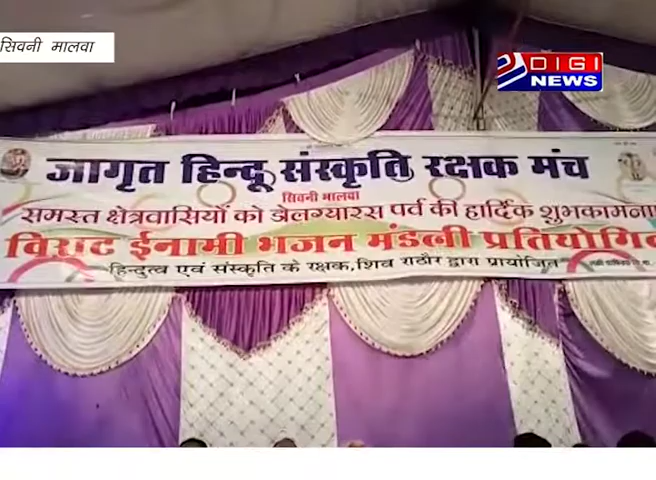 सिवनी मालवा
DIGI
NEWS
जागृत हिन्दू संस्कृति रक्षक मंच
सिवनी मालवा
समस्त क्षेत्रवासियों को डोलग्यारस पर्व की हार्दिक शुभकामनाएं
विराट ईनामी भजन मंडली प्रतियोगिता
हिन्दुत्व एवं संस्कृति के रक्षक, शिव राठौर द्वारा प्रायोजित